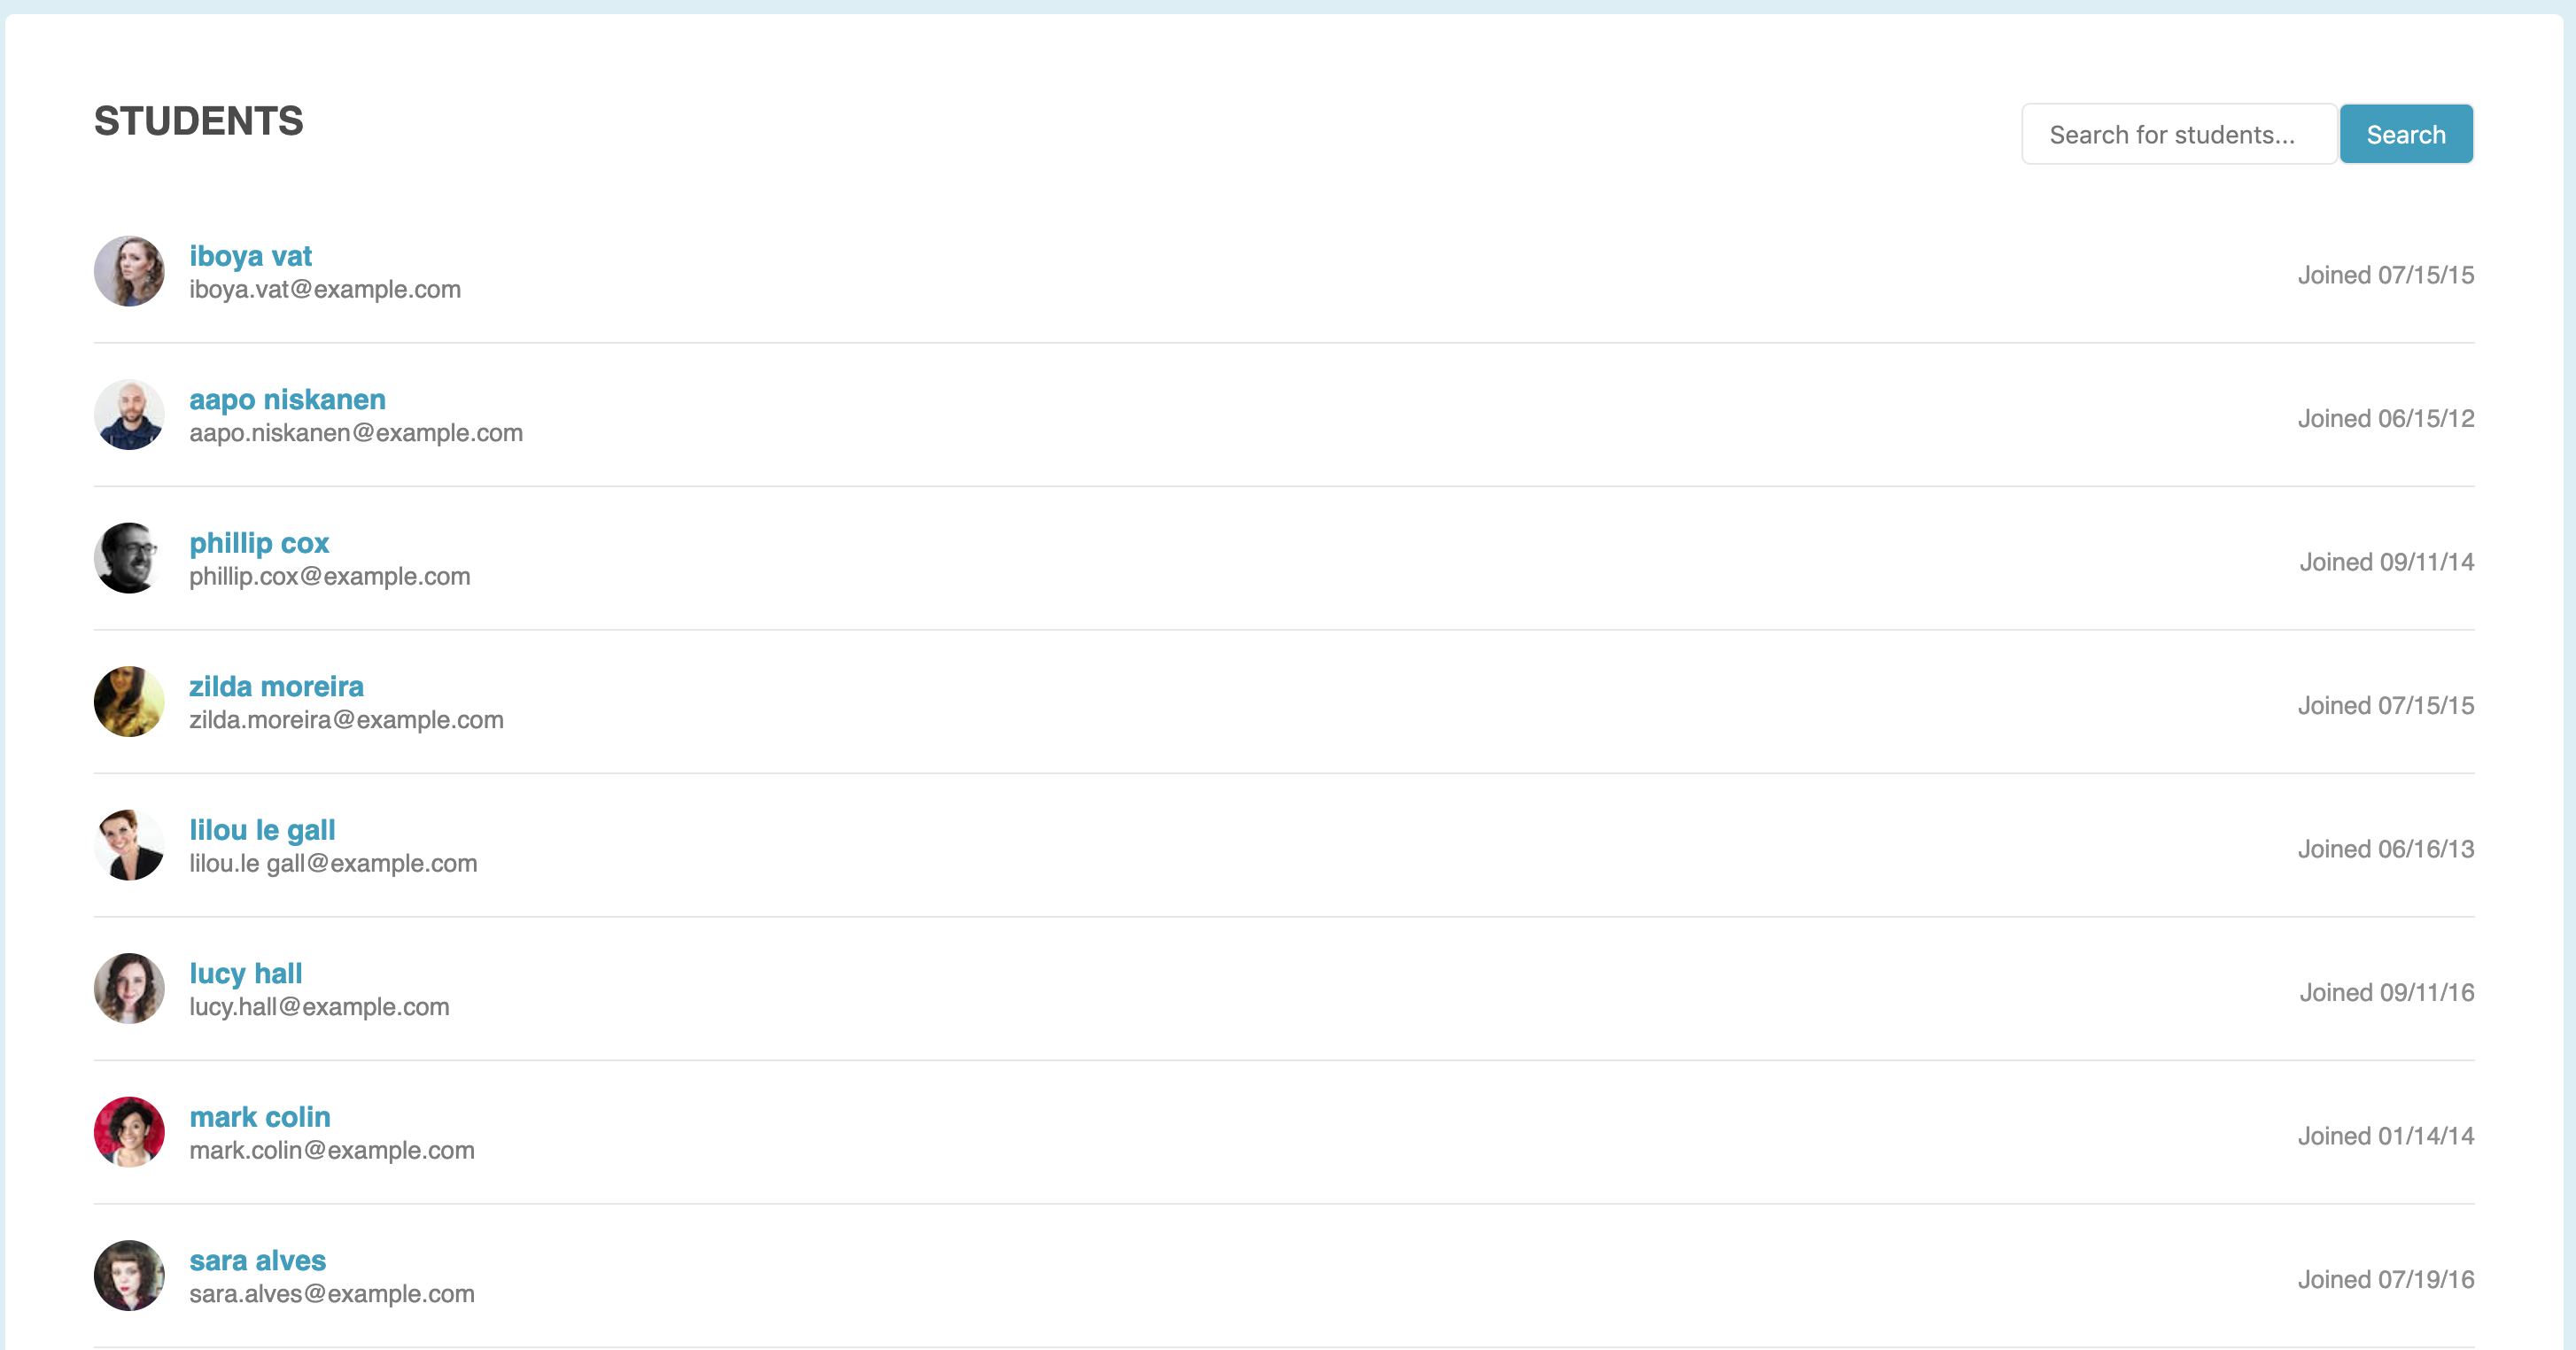 STUDENTS
Search for students...
Search
iboya vat
iboya.vat@example.com
Joined 07/15/15
aapo niskanen
aapo.niskanen@example.com
Joined 06/15/12
phillip cox
phillip.cox@example.com
Joined 09/11/14
zilda moreira
zilda.moreira@example.com
Joined 07/15/15
lilou le gall
lilou.le gall@example.com
Joined 06/16/13
lucy hall
lucy.hall@example.com
Joined 09/11/16
mark colin
mark.colin@example.com
Joined 01/14/14
sara alves
sara.alves@example.com
Joined 07/19/16